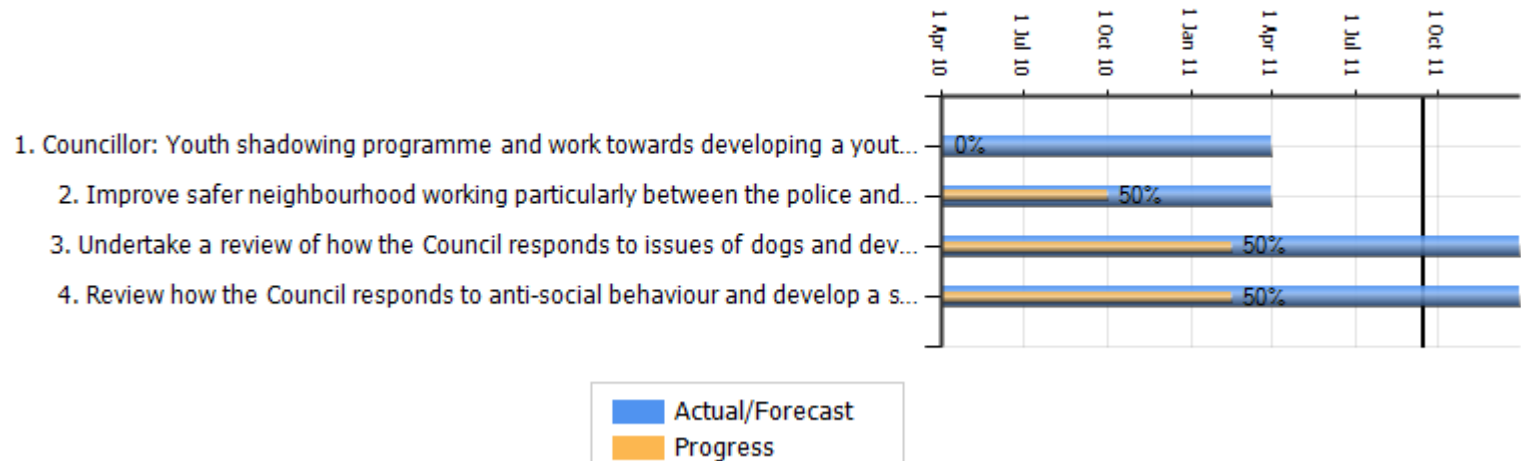 1 Apr 10
1 Jul 10
1 Oct 10
1 Jan 11
1 Apr 11
1 Jul 11
1 Oct 11
1. Councillor: Youth shadowing programme and work towards developing a yout...
0%
2. Improve safer neighbourhood working particularly between the police and...
50%
3. Undertake a review of how the Council responds to issues of dogs and dev...
50%
4. Review how the Council responds to anti-social behaviour and develop a s...
50%
Actual/Forecast
Progress